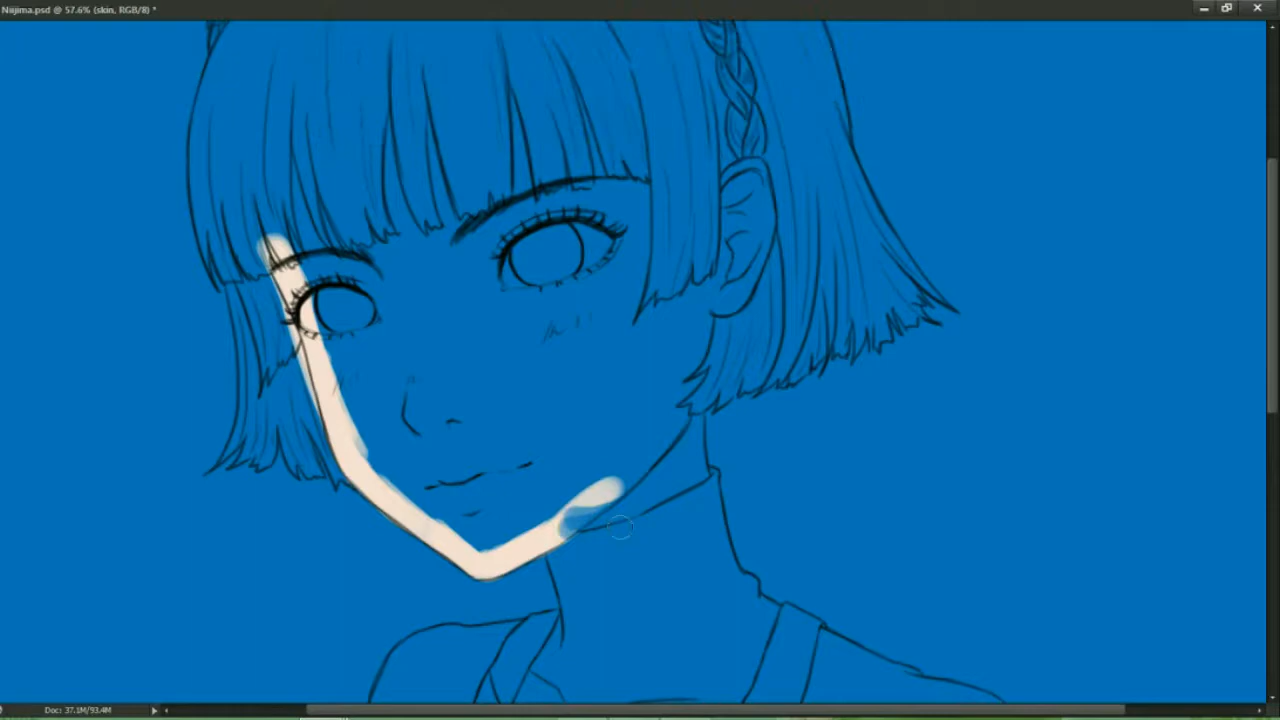 Niijima.psd @ 57.6% (skin, RGB/8) *
Doc: 37.1M/93.4M